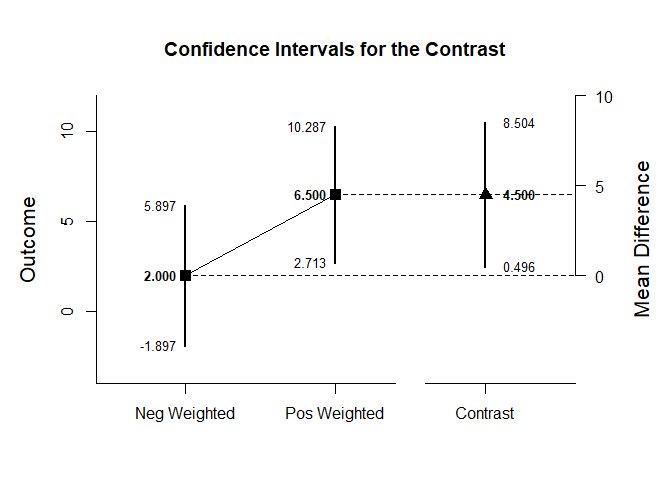 Confidence Intervals for the Contrast
Outcome
10
5
0
5.897
2.000
-1.897
10.287
6.500
2.713
8.504
4.500
0.496
10
5
0
Mean Difference
Neg Weighted
Pos Weighted
Contrast